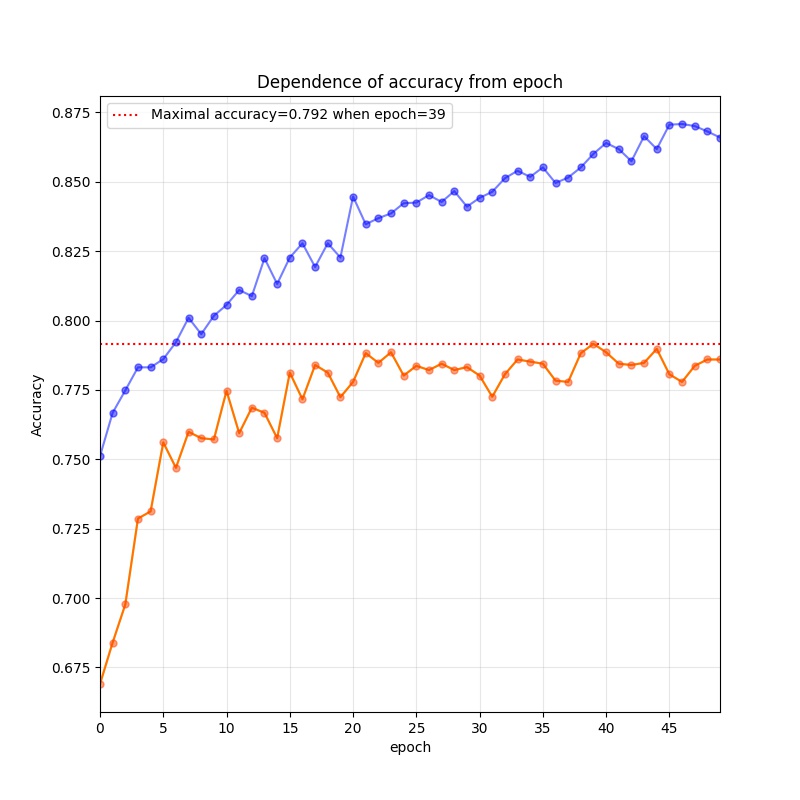 Dependence of accuracy from epoch
Maximal accuracy=0.792 when epoch=39
Accuracy
0.875
0.850
0.825
0.800
0.775
0.750
0.725
0.700
0.675
0 5 10 15 20 25 30 35 40 45
epoch